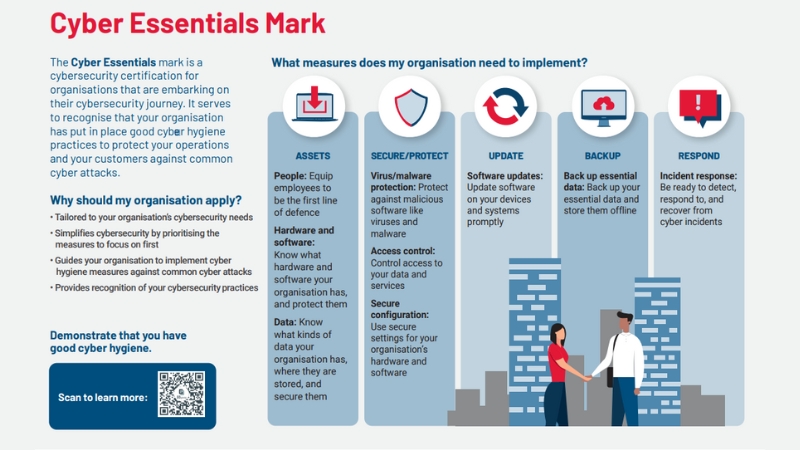 Cyber Essentials Mark
The Cyber Essentials mark is a
cybersecurity certification for
organisations that are embarking on
their cybersecurity journey. It serves
to recognise that your organisation
has put in place good cyber hygiene
practices to protect your operations
and your customers against common
cyber attacks.
Why should my organisation apply?
• Tailored to your organisation's cybersecurity needs
• Simplifies cybersecurity by prioritising the
measures to focus on first
• Guides your organisation to implement cyber
hygiene measures against common cyber attacks
• Provides recognition of your cybersecurity practices
Demonstrate that you have
good cyber hygiene.
Scan to learn more:
What measures does my organisation need to implement?
ASSETS
People: Equip
employees to
be the first line
of defence
Hardware and
software:
Know what
hardware and
software your
organisation has,
and protect them
Data: Know
what kinds of
data your
organisation has,
where they are
stored, and
secure them
SECURE/PROTECT
Virus/malware
protection: Protect
against malicious
software like
viruses and
malware
Access control:
Control access to
your data and
services
Secure
configuration:
Use secure
settings for your
organisation's
hardware and
software
UPDATE
Software updates:
Update software
on your devices
and systems
promptly
BACKUP
Back up essential
data: Back up your
essential data and
store them offline
RESPOND
Incident response:
Be ready to detect,
respond to, and
recover from
cyber incidents